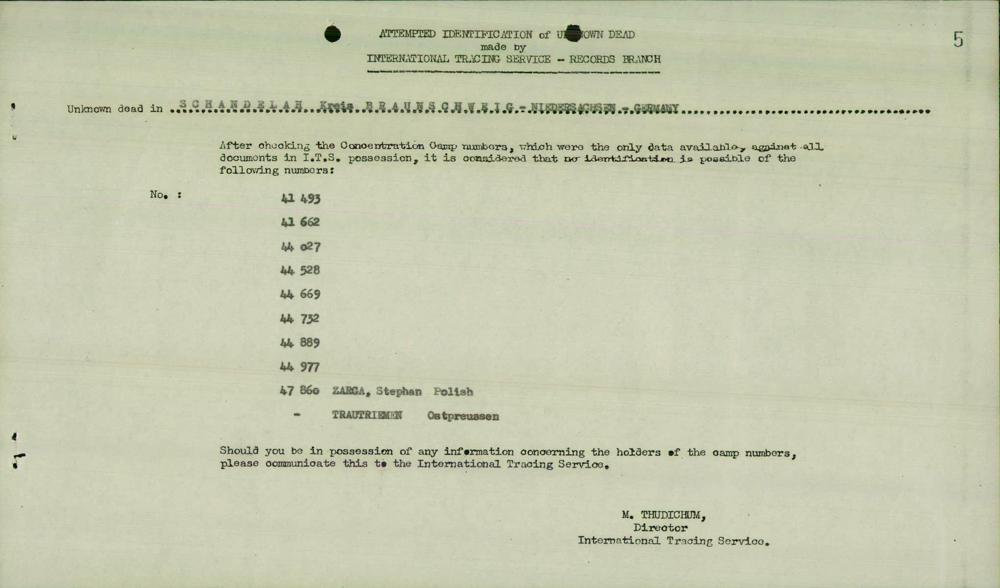 5
ATTEMPTED IDENTIFICATION of UNKNOWN DEAD
made by
INTERNATIONAL TRACING SERVICE - RECORDS BRANCH
Unknown dead in ...SCHANDELAH Kreis BRAUNSCHWEIG - NIEDERSACHSEN - GERMANY...
After checking the Concentration Camp numbers, which were the only data available, against all
documents in I.T.S. possession, it is considered that no identification is possible of the
following numbers:
No. :
41 493
41 662
44 027
44 528
44 669
44 732
44 889
44 977
47 860 ZARGA, Stephan Polish
- TRAUTRIEMEN Ostpreussen
Should you be in possession of any information concerning the holders of the camp numbers,
please communicate this to the International Tracing Service.
M. THUDICHUM,
Director
International Tracing Service.